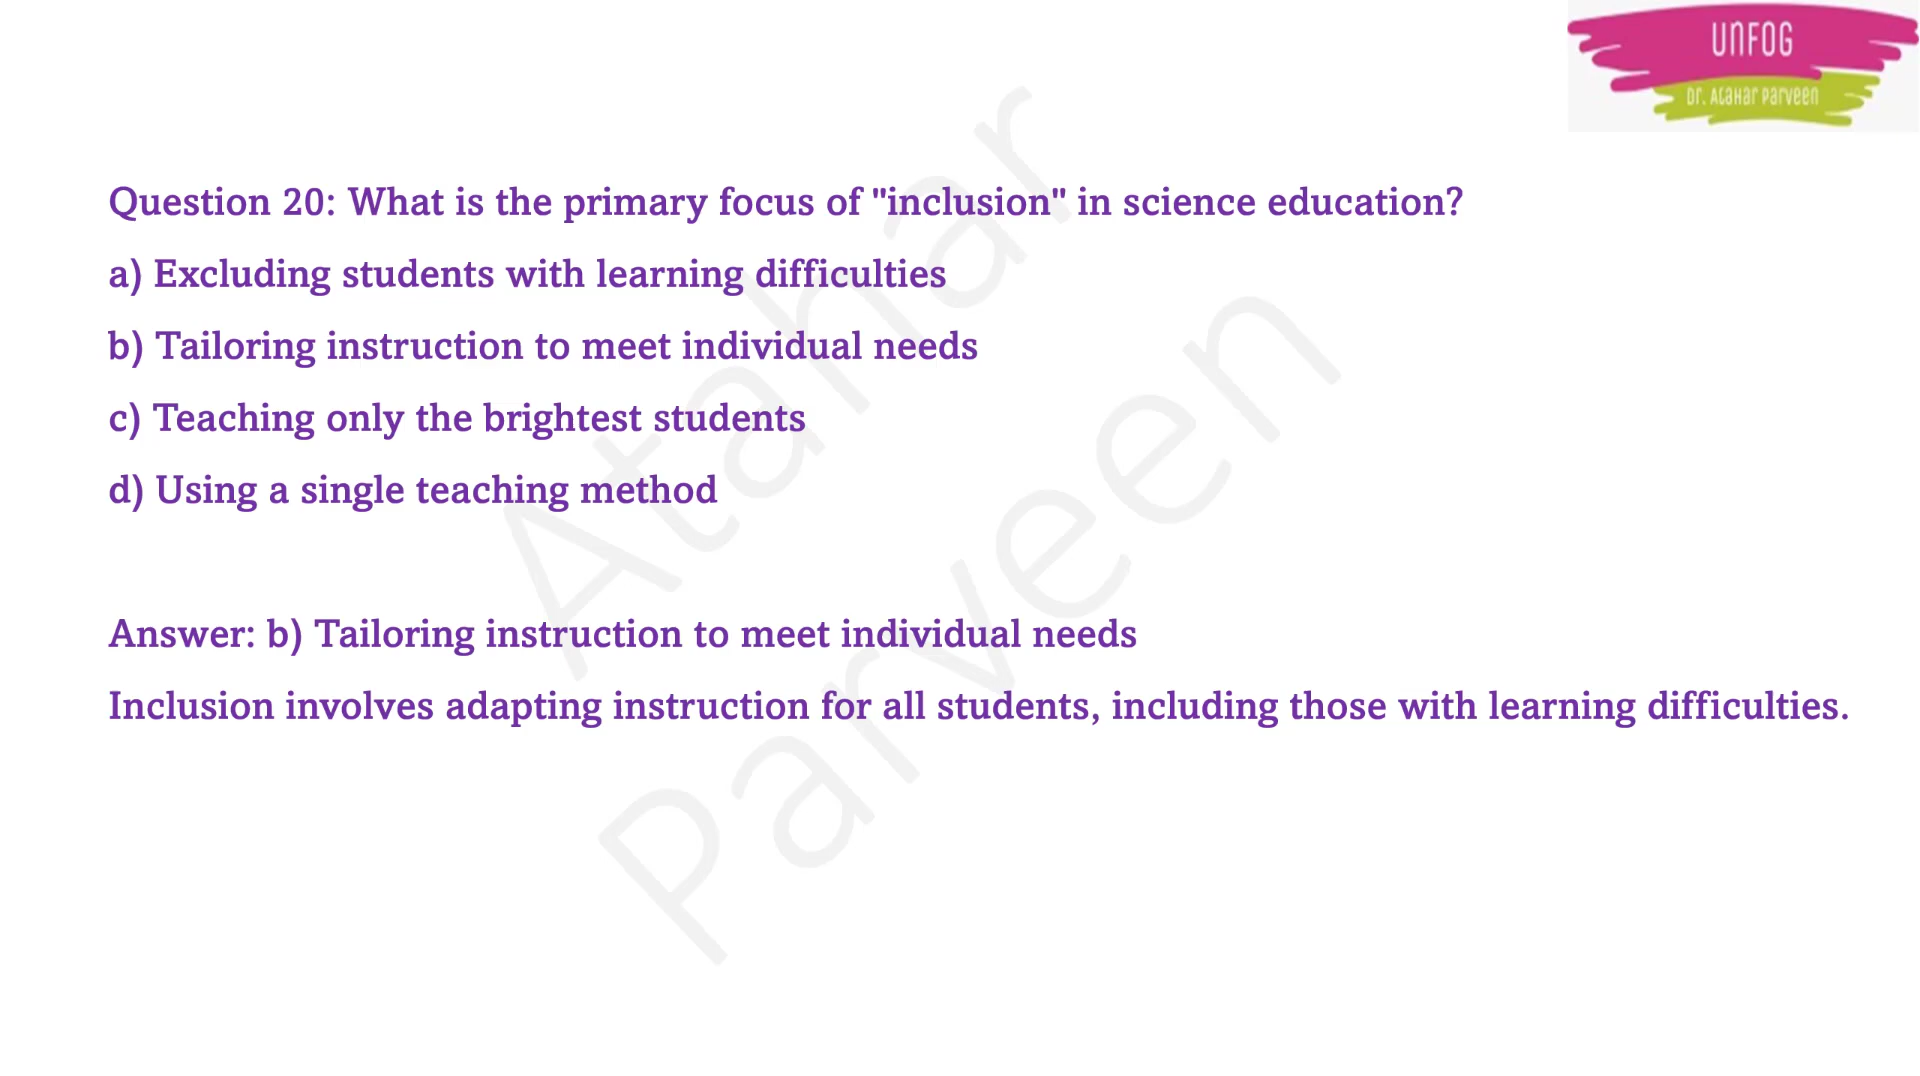 UNFOG
Dr. Atahar Parveen
Question 20: What is the primary focus of "inclusion" in science education?
a) Excluding students with learning difficulties
b) Tailoring instruction to meet individual needs
c) Teaching only the brightest students
d) Using a single teaching method
Answer: b) Tailoring instruction to meet individual needs
Inclusion involves adapting instruction for all students, including those with learning difficulties.
Atahar
Parveen